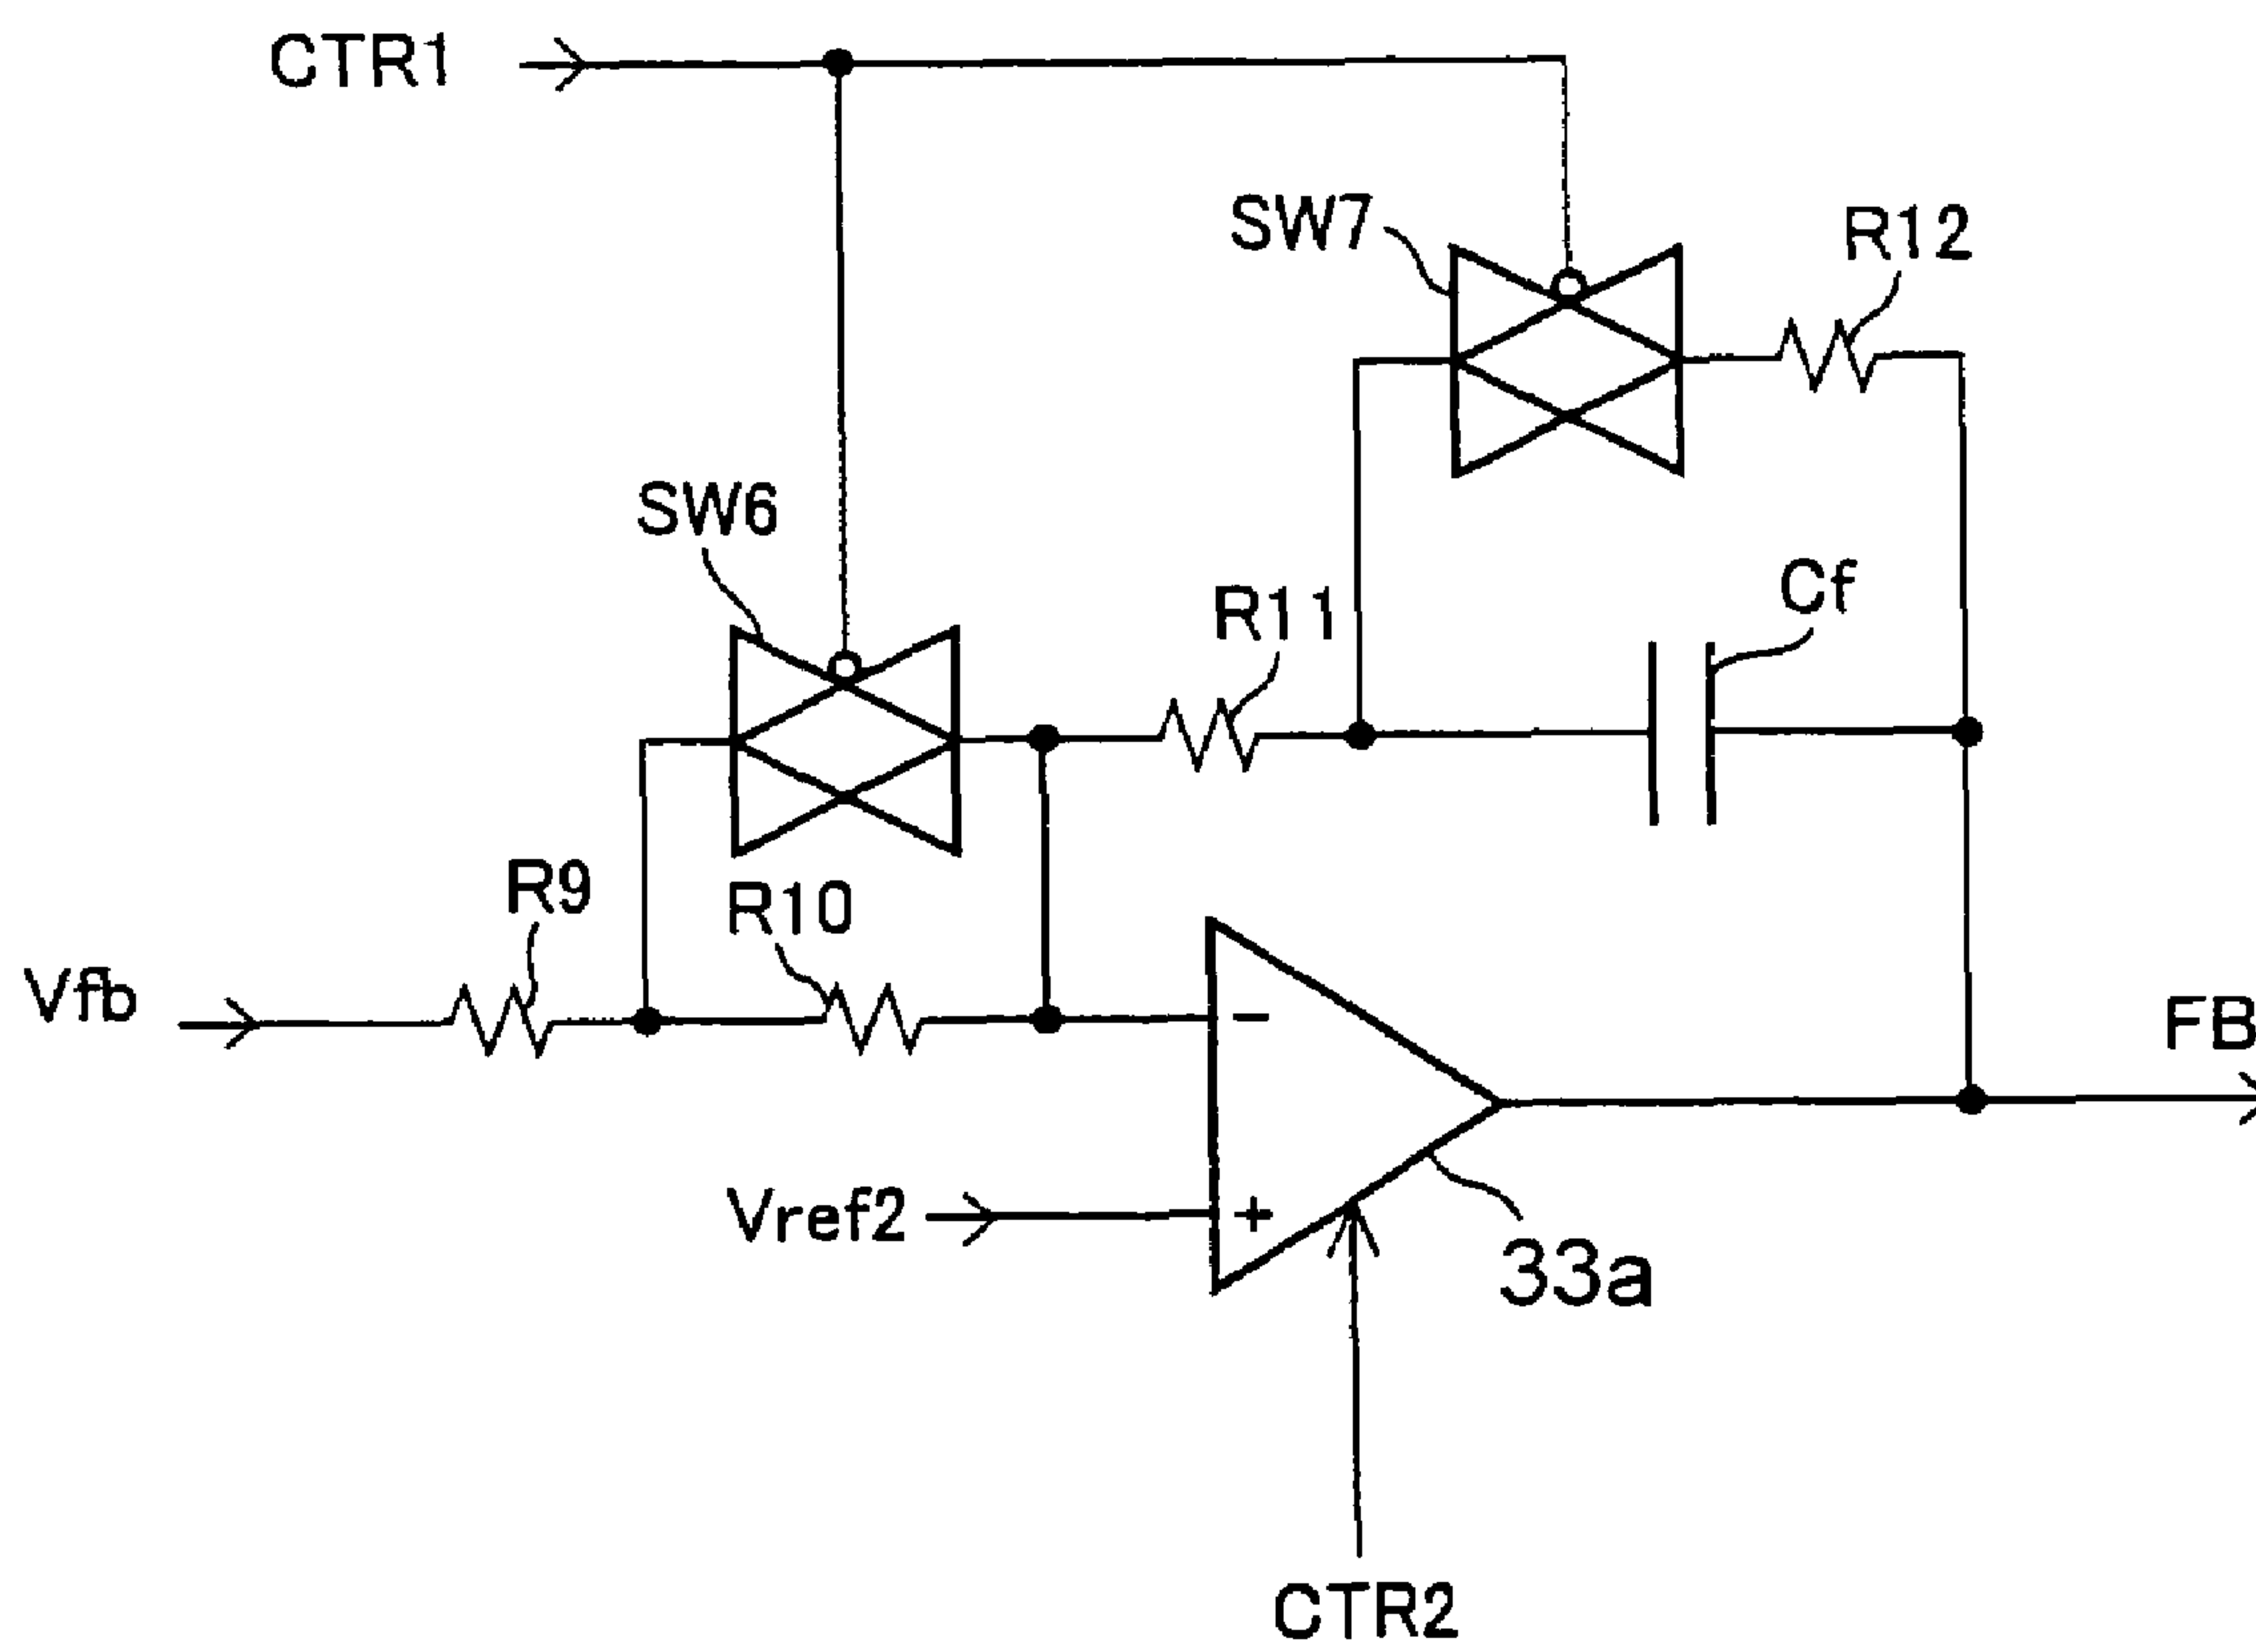 CTR1
SW7
R12
SW6
R11
Cf
R9
R10
Vfb
−
FB
Vref2
+
33a
CTR2